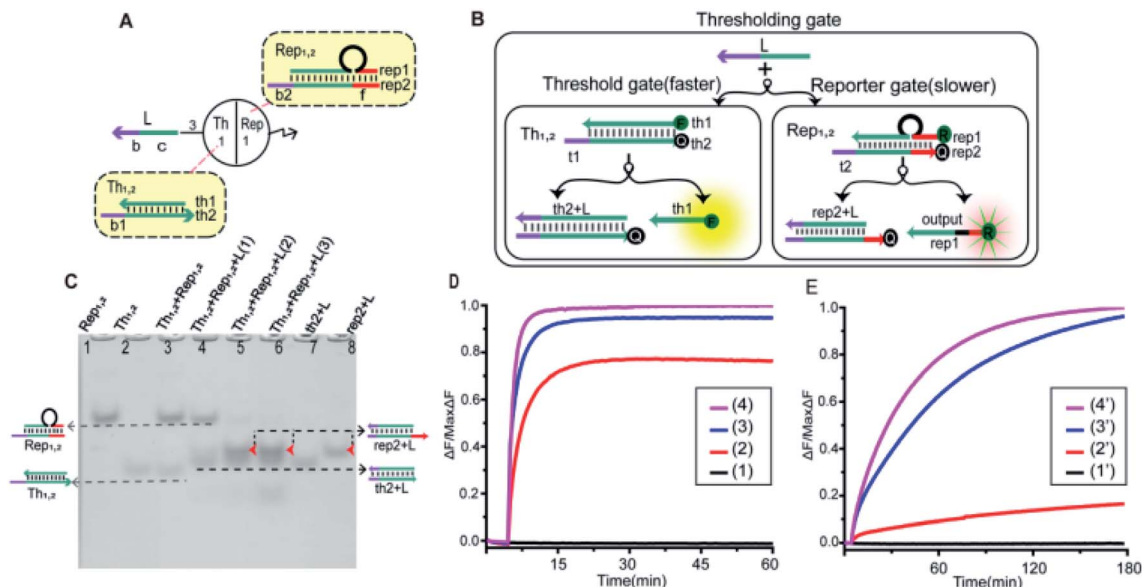 A
Rep₁,₂
rep1
rep2
b2
f
L
b
c
3
Th
1
Rep
1
Th₁,₂
th1
th2
b1
B
Thresholding gate
L
+
Threshold gate(faster)
Reporter gate(slower)
Th₁,₂
F
th1
Q
th2
t1
th2+L
Q
th1
F
Rep₁,₂
R
rep1
Q
rep2
t2
rep2+L
Q
output
rep1
R
C
Rep₁,₂
Th₁,₂
Th₁,₂+Rep₁,₂
Th₁,₂+Rep₁,₂+L(1)
Th₁,₂+Rep₁,₂+L(2)
Th₁,₂+Rep₁,₂+L(3)
th2+L
rep2+L
1 2 3 4 5 6 7 8
Rep₁,₂
Th₁,₂
rep2+L
th2+L
D
ΔF/MaxΔF
1.0
0.8
0.6
0.4
0.2
0.0
(4)
(3)
(2)
(1)
15 30 45 60
Time(min)
E
ΔF/MaxΔF
1.0
0.8
0.6
0.4
0.2
0.0
(4')
(3')
(2')
(1')
60 120 180
Time(min)